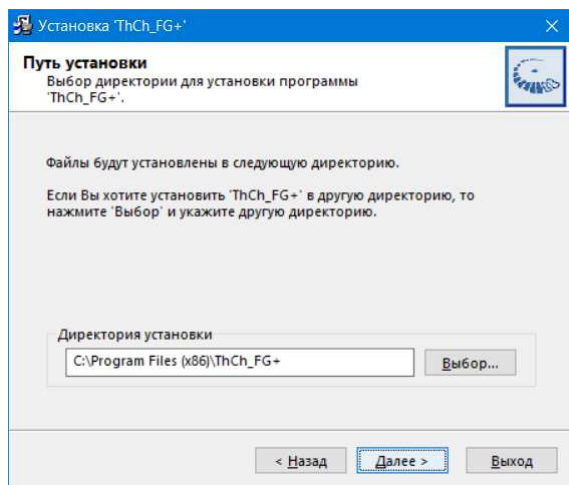 Установка 'ThCh_FG+'
Путь установки
Выбор директории для установки программы
'ThCh_FG+'.
Файлы будут установлены в следующую директорию.
Если Вы хотите установить 'ThCh_FG+' в другую директорию, то
нажмите 'Выбор' и укажите другую директорию.
Директория установки
C:\Program Files (x86)\ThCh_FG+
Выбор...
< Назад
Далее >
Выход